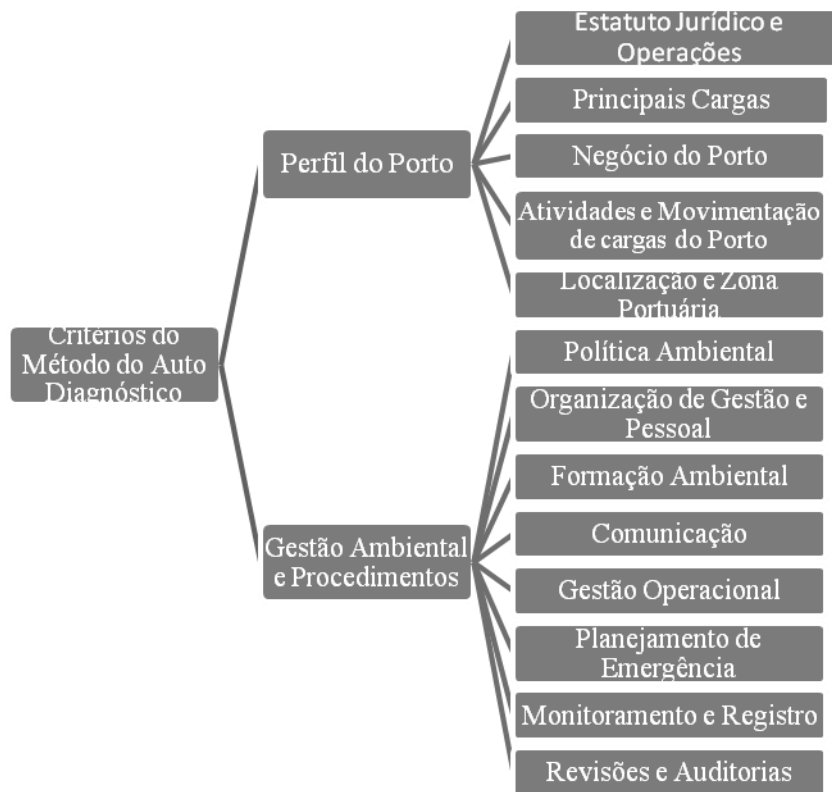 Critérios do
Método do Auto
Diagnóstico
Perfil do Porto
Estatuto Jurídico e
Operações
Principais Cargas
Negócio do Porto
Atividades e Movimentação
de cargas do Porto
Localização e Zona
Portuária
Gestão Ambiental
e Procedimentos
Política Ambiental
Organização de Gestão e
Pessoal
Formação Ambiental
Comunicação
Gestão Operacional
Planejamento de
Emergência
Monitoramento e Registro
Revisões e Auditorias